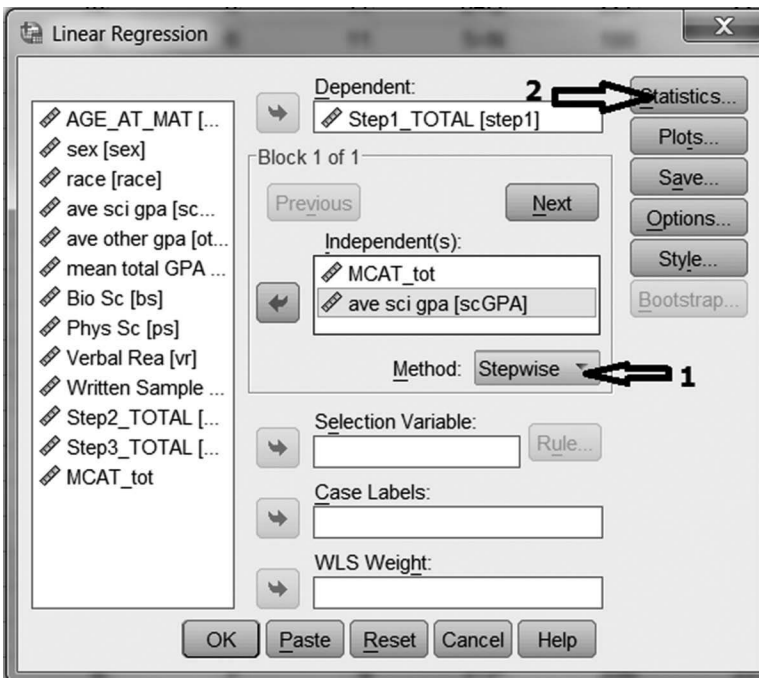 Linear Regression
X
AGE_AT_MAT [...
sex [sex]
race [race]
ave sci gpa [sc...
ave other gpa [ot...
mean total GPA ...
Bio Sc [bs]
Phys Sc [ps]
Verbal Rea [vr]
Written Sample ...
Step2_TOTAL [...
Step3_TOTAL [...
MCAT_tot
Dependent:
Step1_TOTAL [step1]
Block 1 of 1
Previous
Next
Independent(s):
MCAT_tot
ave sci gpa [scGPA]
Method: Stepwise
1
Selection Variable:
Rule...
Case Labels:
WLS Weight:
2
Statistics...
Plots...
Save...
Options...
Style...
Bootstrap...
OK
Paste
Reset
Cancel
Help